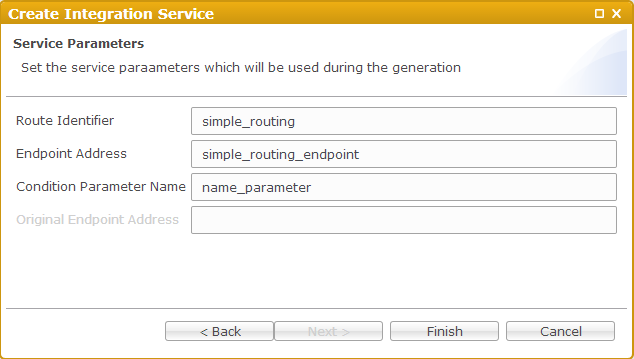 Create Integration Service
Service Parameters
Set the service paraameters which will be used during the generation
Route Identifier simple_routing
Endpoint Address simple_routing_endpoint
Condition Parameter Name name_parameter
Original Endpoint Address
< Back Next > Finish Cancel